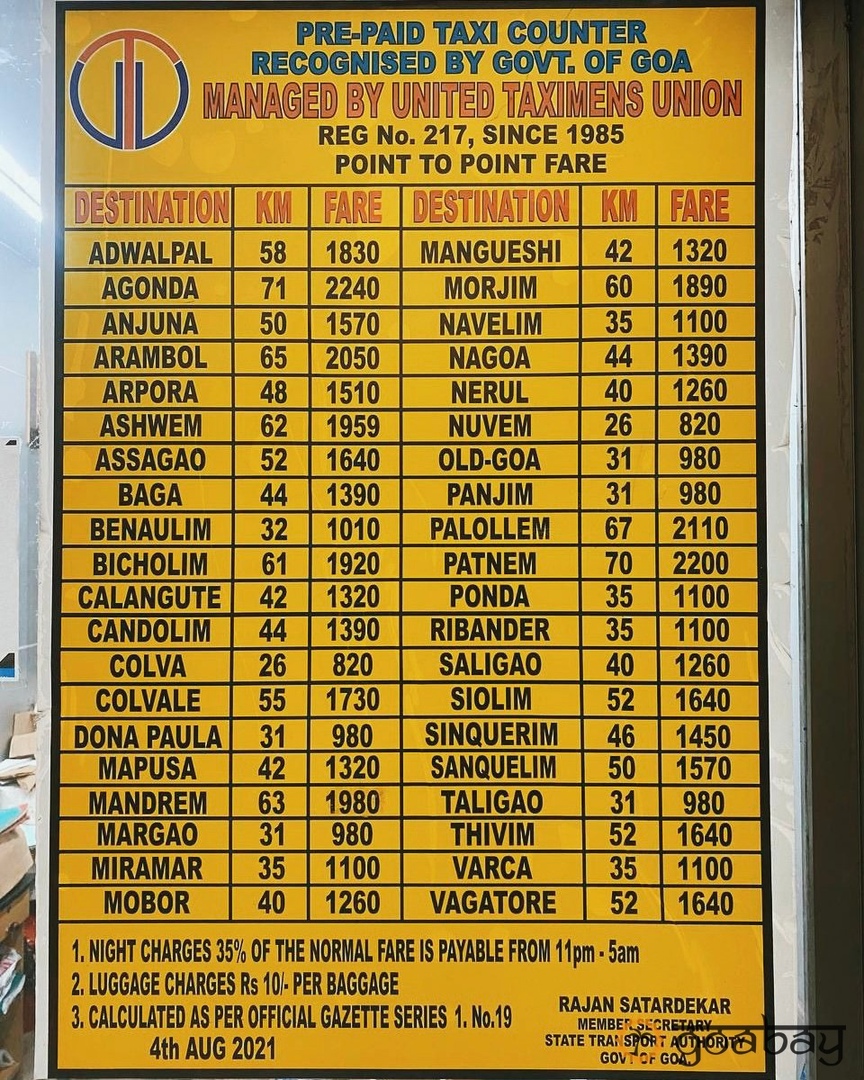 PRE-PAID TAXI COUNTER
RECOGNISED BY GOVT. OF GOA
MANAGED BY UNITED TAXIMENS UNION
REG No. 217, SINCE 1985
POINT TO POINT FARE
DESTINATION KM FARE DESTINATION KM FARE
ADWALPAL 58 1830 MANGUESHI 42 1320
AGONDA 71 2240 MORJIM 60 1890
ANJUNA 50 1570 NAVELIM 35 1100
ARAMBOL 65 2050 NAGOA 44 1390
ARPORA 48 1510 NERUL 40 1260
ASHWEM 62 1959 NUVEM 26 820
ASSAGAO 52 1640 OLD-GOA 31 980
BAGA 44 1390 PANJIM 31 980
BENAULIM 32 1010 PALOLLEM 67 2110
BICHOLIM 61 1920 PATNEM 70 2200
CALANGUTE 42 1320 PONDA 35 1100
CANDOLIM 44 1390 RIBANDER 35 1100
COLVA 26 820 SALIGAO 40 1260
COLVALE 55 1730 SIOLIM 52 1640
DONA PAULA 31 980 SINQUERIM 46 1450
MAPUSA 42 1320 SANQUELIM 50 1570
MANDREM 63 1980 TALIGAO 31 980
MARGAO 31 980 THIVIM 52 1640
MIRAMAR 35 1100 VARCA 35 1100
MOBOR 40 1260 VAGATORE 52 1640
1. NIGHT CHARGES 35% OF THE NORMAL FARE IS PAYABLE FROM 11pm - 5am
2. LUGGAGE CHARGES Rs 10/- PER BAGGAGE
3. CALCULATED AS PER OFFICIAL GAZETTE SERIES 1. No.19
4th AUG 2021
RAJAN SATARDEKAR
MEMBER SECRETARY
STATE TRANSPORT AUTHORITY
GOVT OF GOA.
goabay